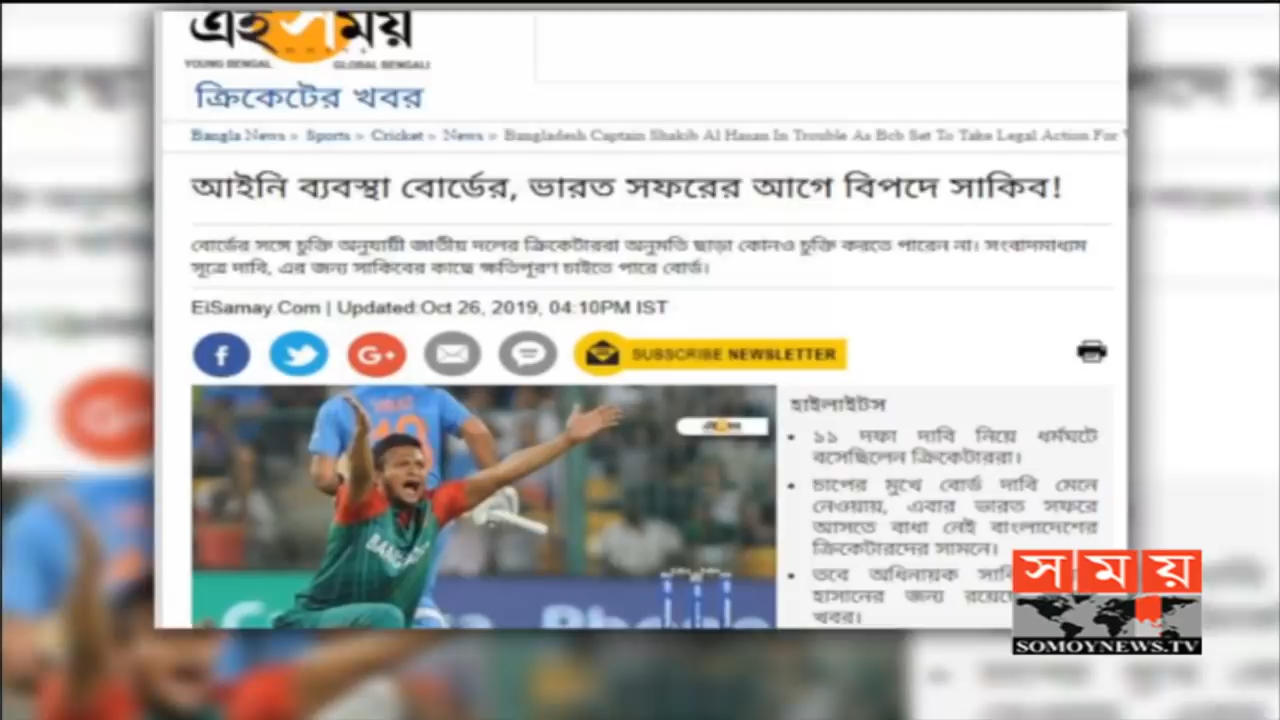 এই সময়
YOUNG BENGAL GLOBAL BENGALI
ক্রিকেটের খবর
Bangla News » Sports » Cricket » News » Bangladesh Captain Shakib Al Hasan In Trouble As Bcb Set To Take Legal Action For
আইনি ব্যবস্থা বোর্ডের, ভারত সফরের আগে বিপদে সাকিব!
বোর্ডের সঙ্গে চুক্তি অনুযায়ী জাতীয় দলের ক্রিকেটাররা অনুমতি ছাড়া কোনও চুক্তি করতে পারেন না। সংবাদমাধ্যম
সূত্রে দাবি, এর জন্য সাকিবের কাছে ক্ষতিপূরণ চাইতে পারে বোর্ড।
EiSamay.Com | Updated:Oct 26, 2019, 04:10PM IST
SUBSCRIBE NEWSLETTER
হাইলাইটস
• ১১ দফা দাবি নিয়ে ধর্মঘটে
বসেছিলেন ক্রিকেটাররা।
• চাপের মুখে বোর্ড দাবি মেনে
নেওয়ায়, এবার ভারত সফরে
আসতে বাধা নেই বাংলাদেশের
ক্রিকেটারদের সামনে।
• তবে অধিনায়ক
হাসানের জন্য
খবর।
সময়
SOMOYNEWS.TV